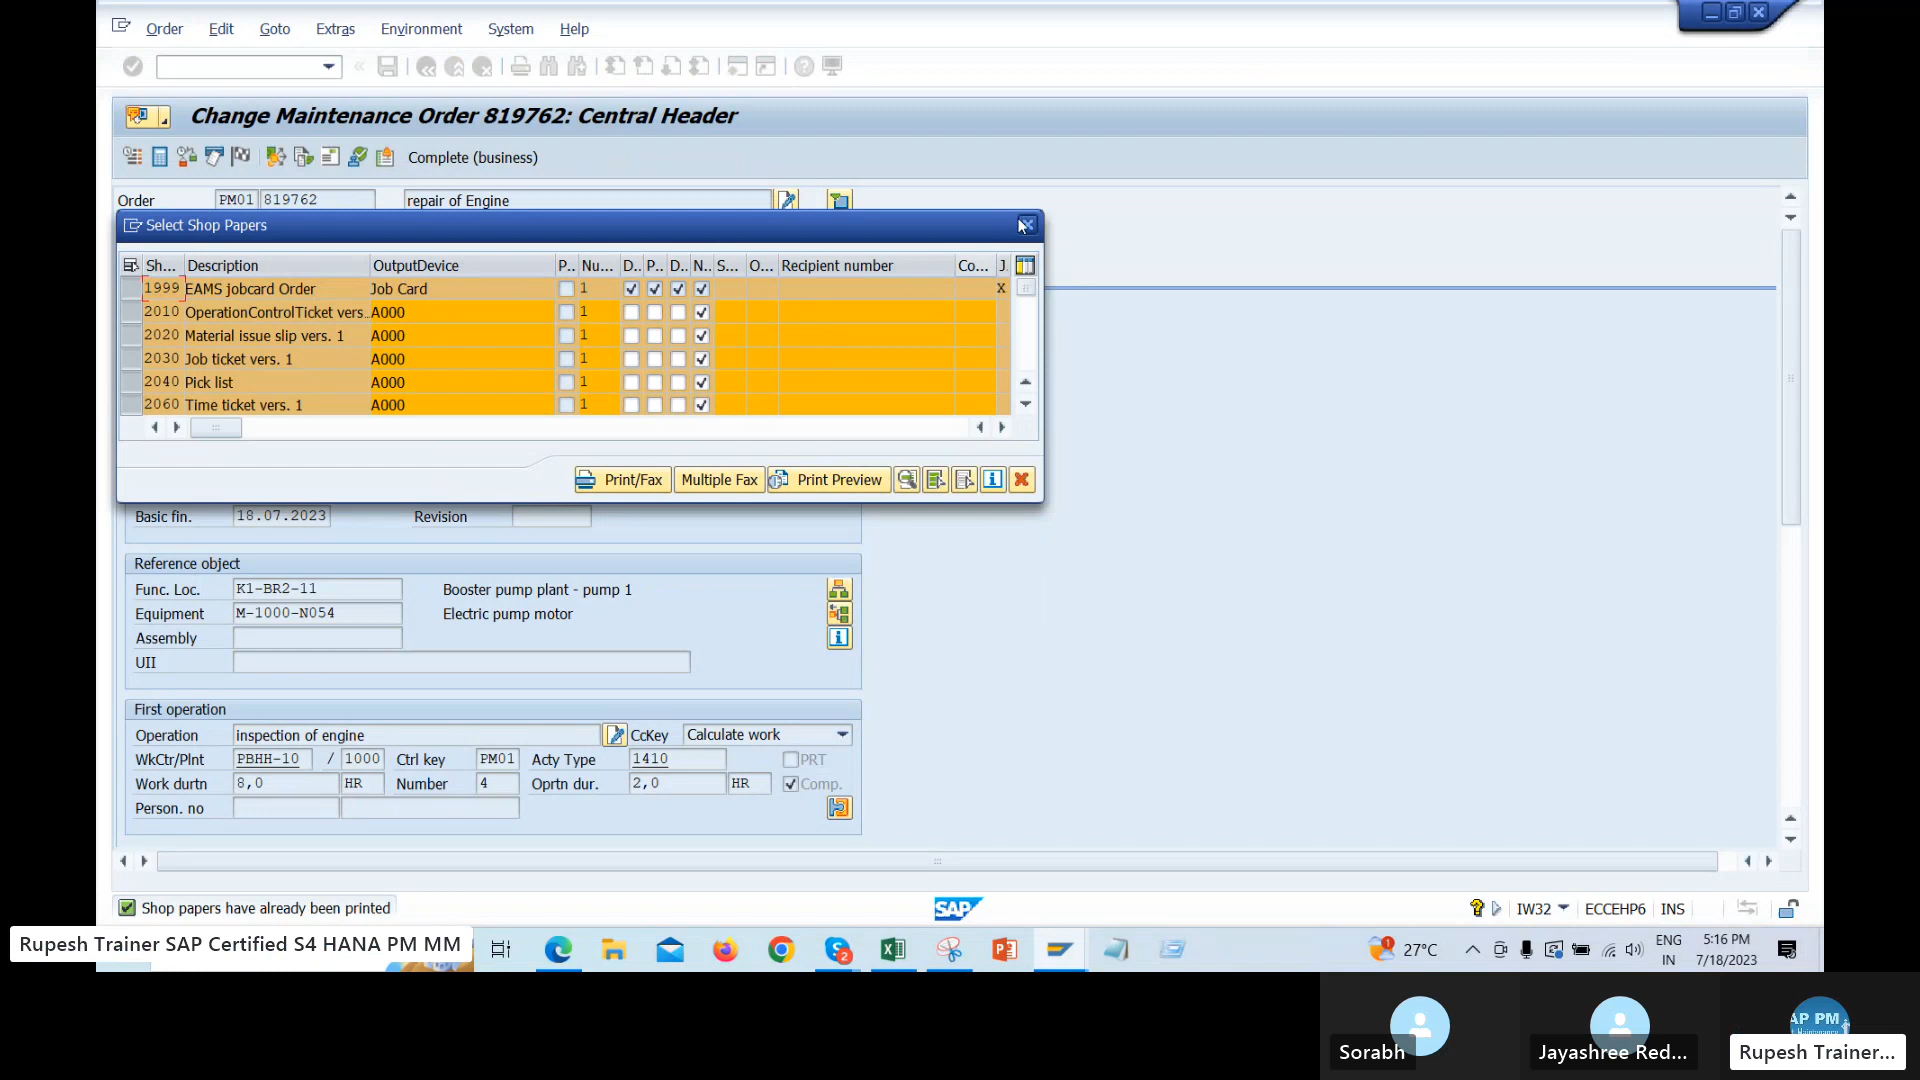 Order Edit Goto Extras Environment System Help
Change Maintenance Order 819762: Central Header
Complete (business)
Order PM01 819762 repair of Engine
Select Shop Papers
Sh... Description OutputDevice P.. Nu... D.. P.. D.. N.. S... O... Recipient number Co... J
1999 EAMS jobcard Order Job Card 1 X
2010 OperationControlTicket vers.. A000 1
2020 Material issue slip vers. 1 A000 1
2030 Job ticket vers. 1 A000 1
2040 Pick list A000 1
2060 Time ticket vers. 1 A000 1
Print/Fax Multiple Fax Print Preview
Basic fin. 18.07.2023 Revision
Reference object
Func. Loc. K1-BR2-11 Booster pump plant - pump 1
Equipment M-1000-N054 Electric pump motor
Assembly
UII
First operation
Operation inspection of engine CcKey Calculate work
WkCtr/Plnt PBHH-10 / 1000 Ctrl key PM01 Acty Type 1410 PRT
Work durtn 8,0 HR Number 4 Oprtn dur. 2,0 HR Comp.
Person. no
Shop papers have already been printed SAP IW32 ECCEHP6 INS
Rupesh Trainer SAP Certified S4 HANA PM MM 2 1 27°C ENG IN 5:16 PM 7/18/2023
AP PM
Sorabh Jayashree Red... Rupesh Trainer...